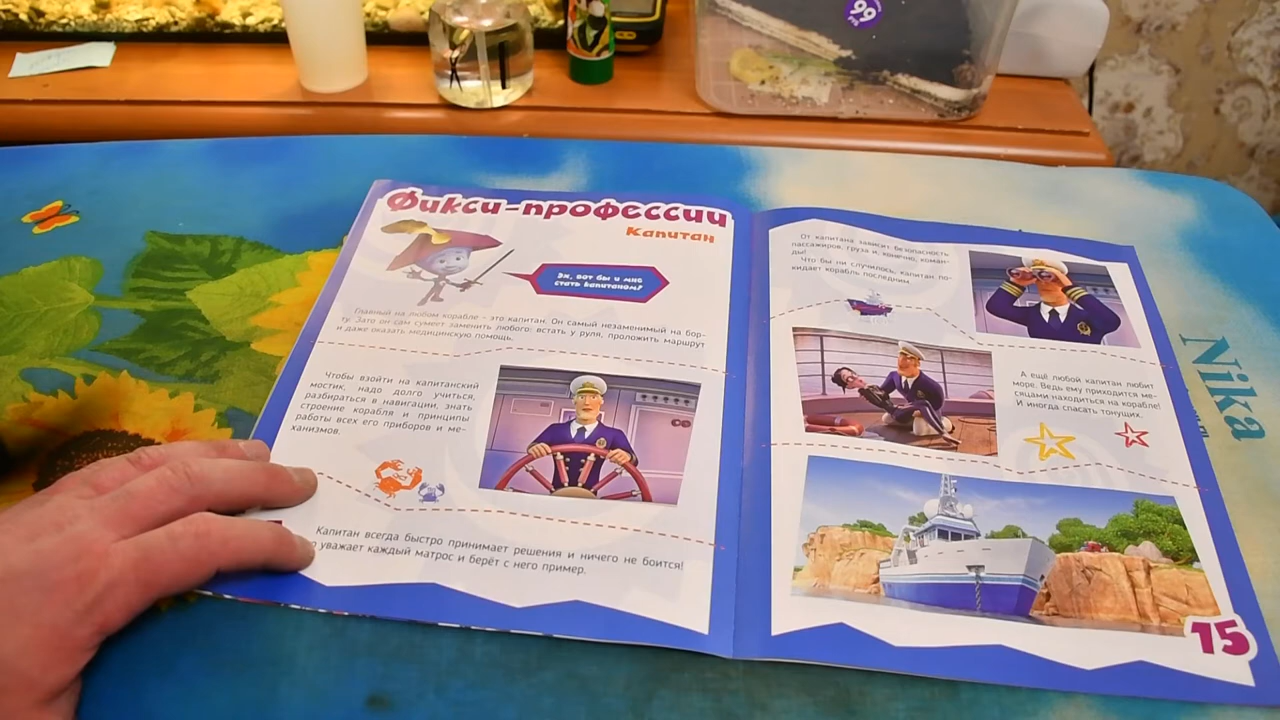 99
РУБ
Фикси-профессии
Капитан
Эх, вот бы и мне
стать капитаном!
Главный на любом корабле – это капитан. Он самый незаменимый на бор-
ту. Зато он сам сумеет заменить любого: встать у руля, проложить маршрут
и даже оказать медицинскую помощь.
Чтобы взойти на капитанский
мостик, надо долго учиться,
разбираться в навигации, знать
строение корабля и принципы
работы всех его приборов и ме-
ханизмов.
Капитан всегда быстро принимает решения и ничего не боится!
уважает каждый матрос и берёт с него пример.
От капитана зависит безопасность
пассажиров, груза и, конечно, коман-
ды!
Что бы ни случилось, капитан по-
кидает корабль последним.
А ещё любой капитан любит
море. Ведь ему приходится ме-
сяцами находиться на корабле!
И иногда спасать тонущих.
15
Nika